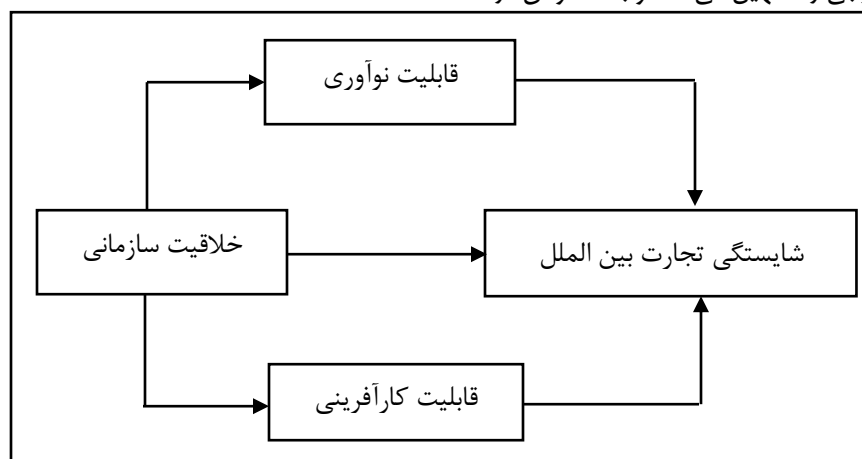 قابلیت نوآوری
خلاقیت سازمانی
شایستگی تجارت بین الملل
قابلیت کارآفرینی